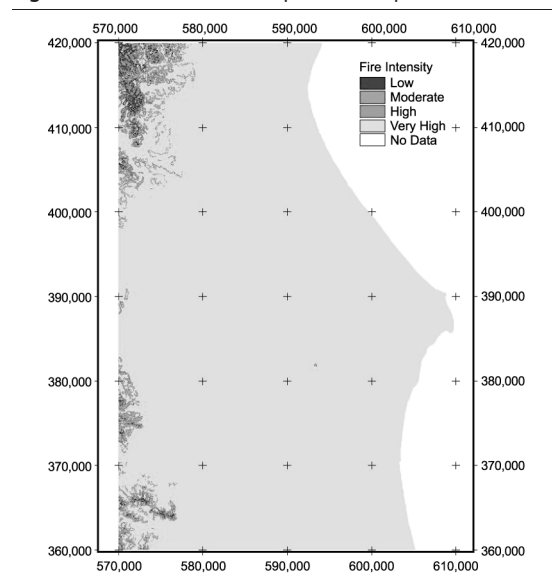 570,000 580,000 590,000 600,000 610,000
420,000 420,000
Fire Intensity
Low
Moderate
High
Very High
No Data
410,000 410,000
400,000 400,000
390,000 390,000
380,000 380,000
370,000 370,000
360,000 360,000
570,000 580,000 590,000 600,000 610,000